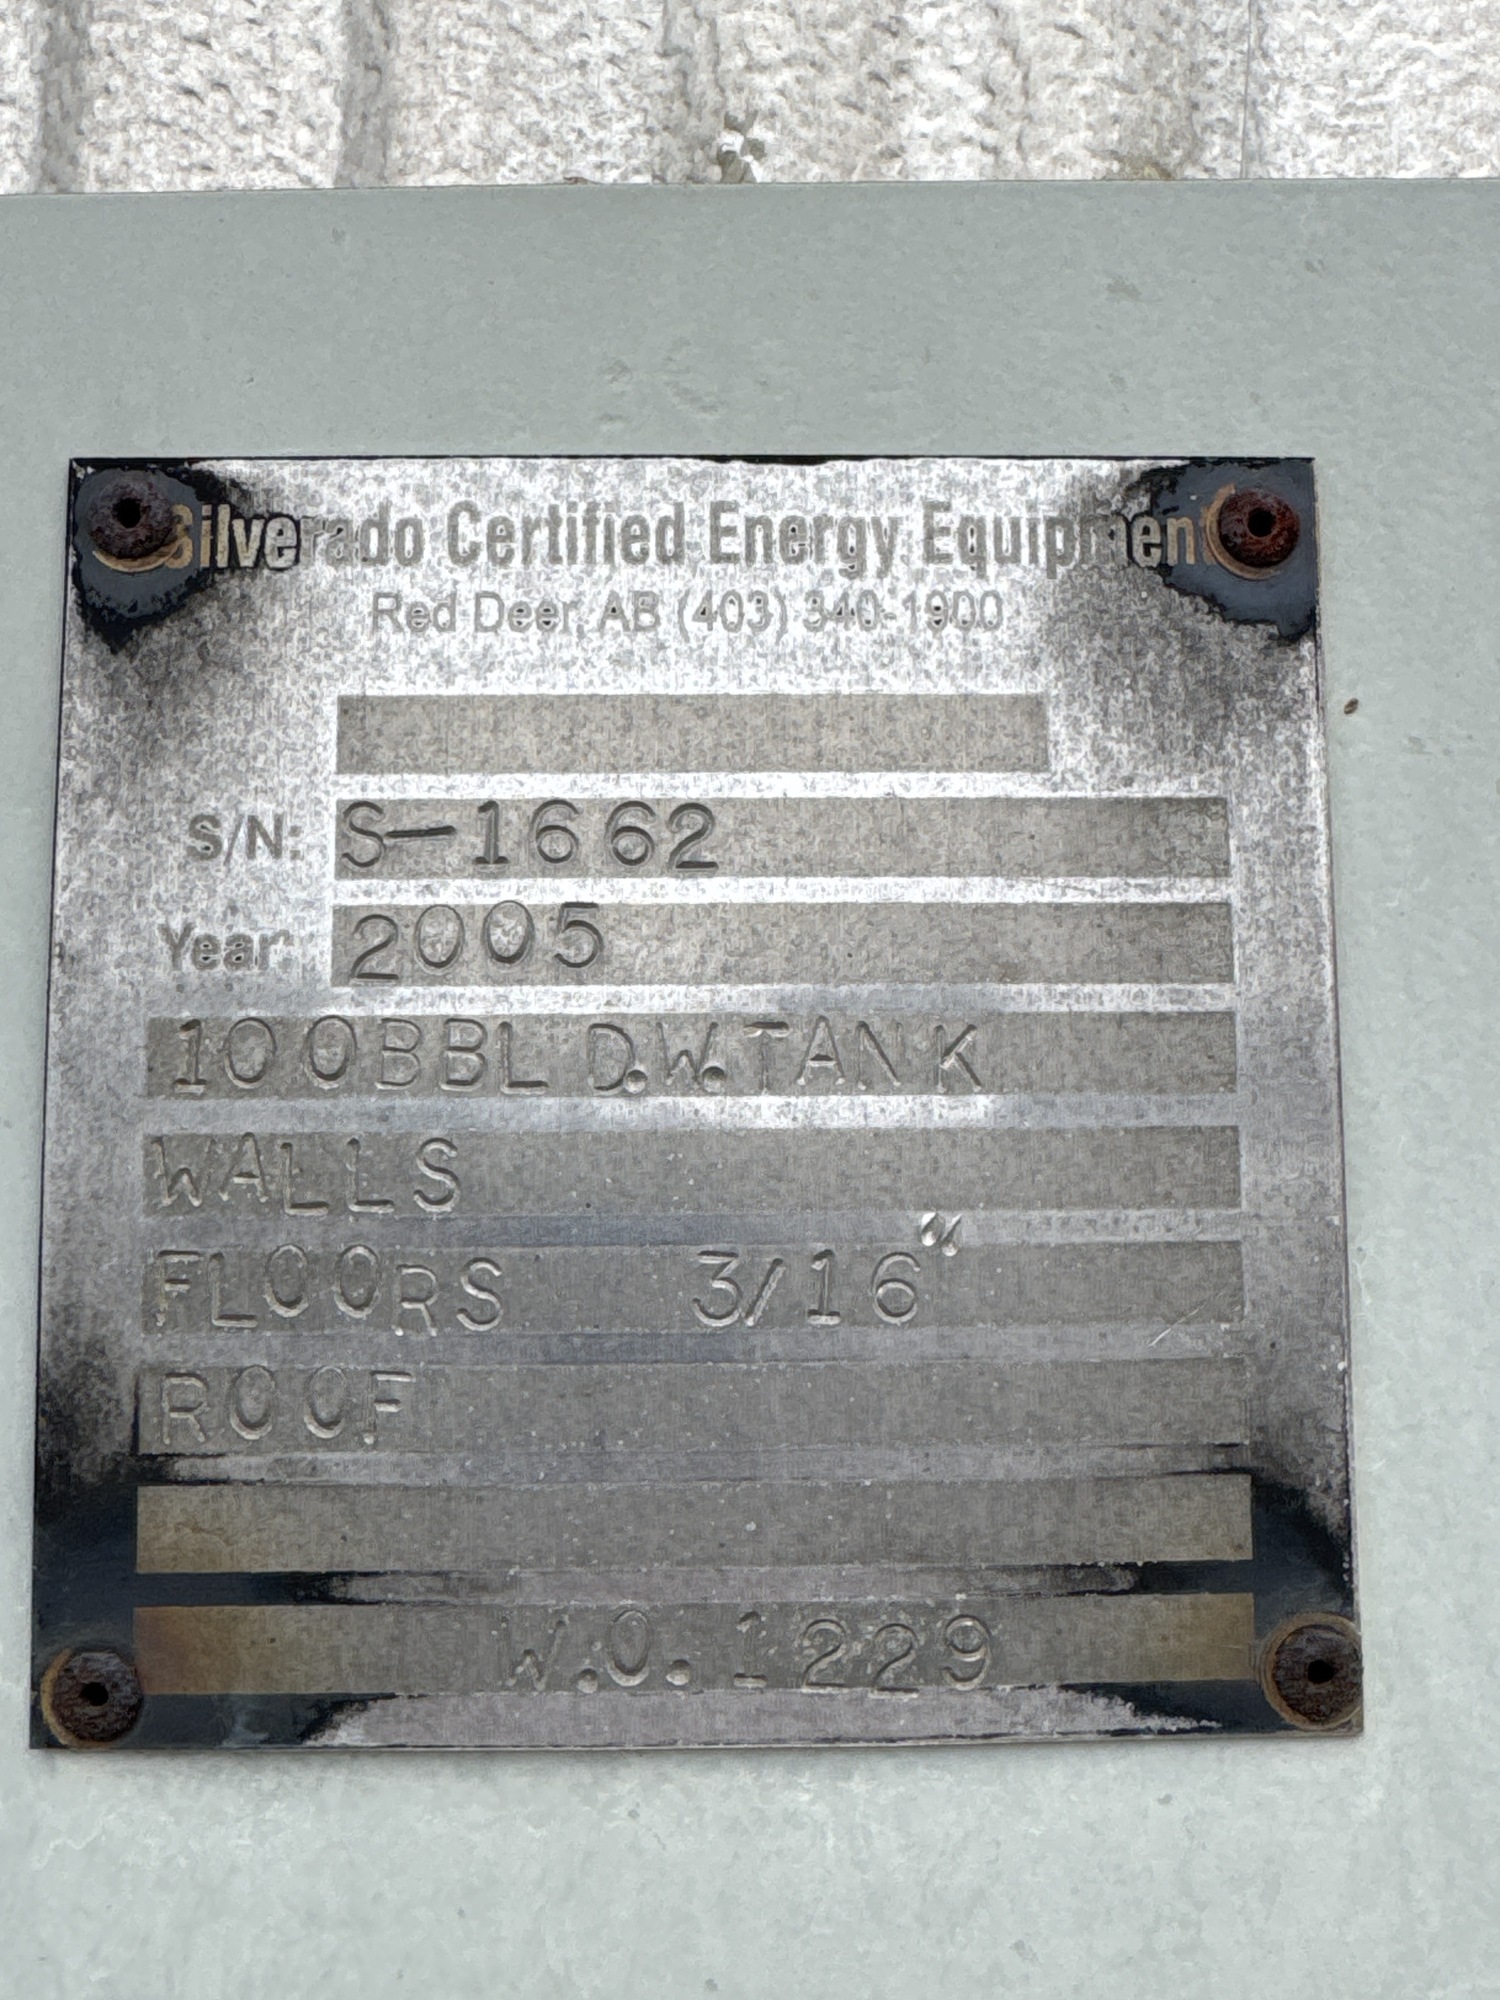 Silverado Certified Energy Equipment
Red Deer, AB (403) 340-1900
S/N: S-1662
Year: 2005
100BBL D.W.TANK
WALLS
FLOORS 3/16"
ROOF
W.O. 1229